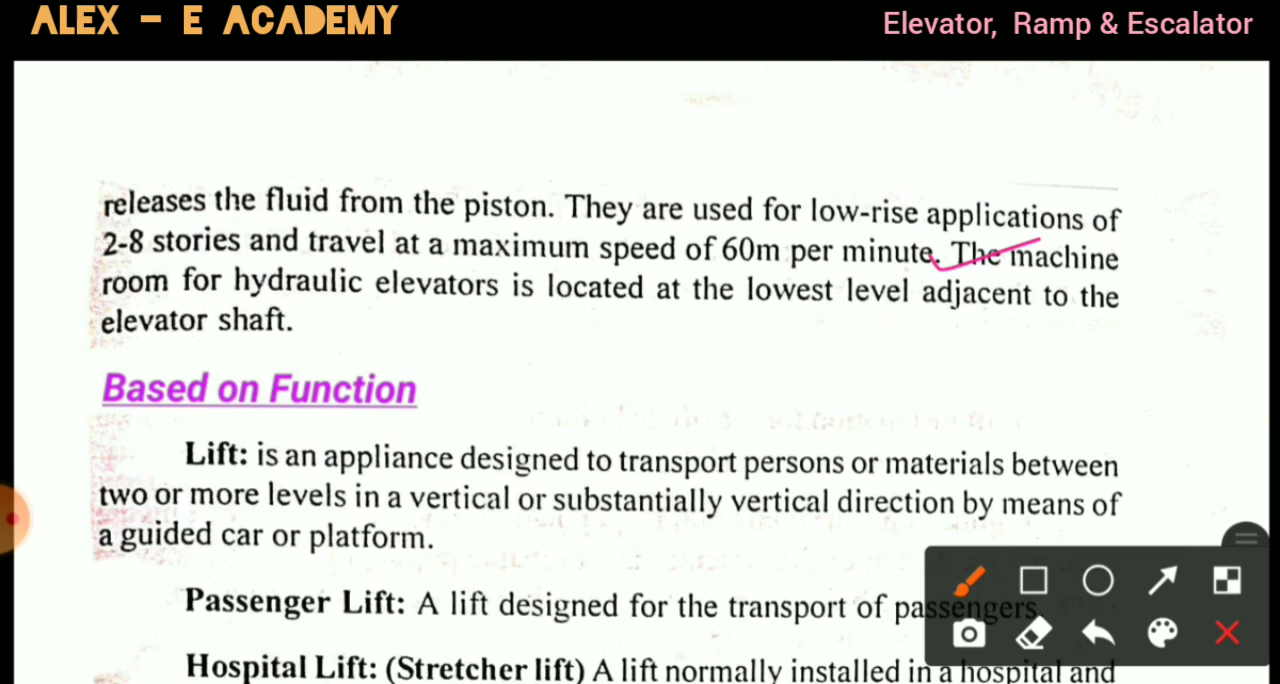 ALEX - E ACADEMY
Elevator, Ramp & Escalator
releases the fluid from the piston. They are used for low-rise applications of
2-8 stories and travel at a maximum speed of 60m per minute. The machine
room for hydraulic elevators is located at the lowest level adjacent to the
elevator shaft.
Based on Function
Lift: is an appliance designed to transport persons or materials between
two or more levels in a vertical or substantially vertical direction by means of
a guided car or platform.
Passenger Lift: A lift designed for the transport of passengers.
Hospital Lift: (Stretcher lift) A lift normally installed in a hospital and